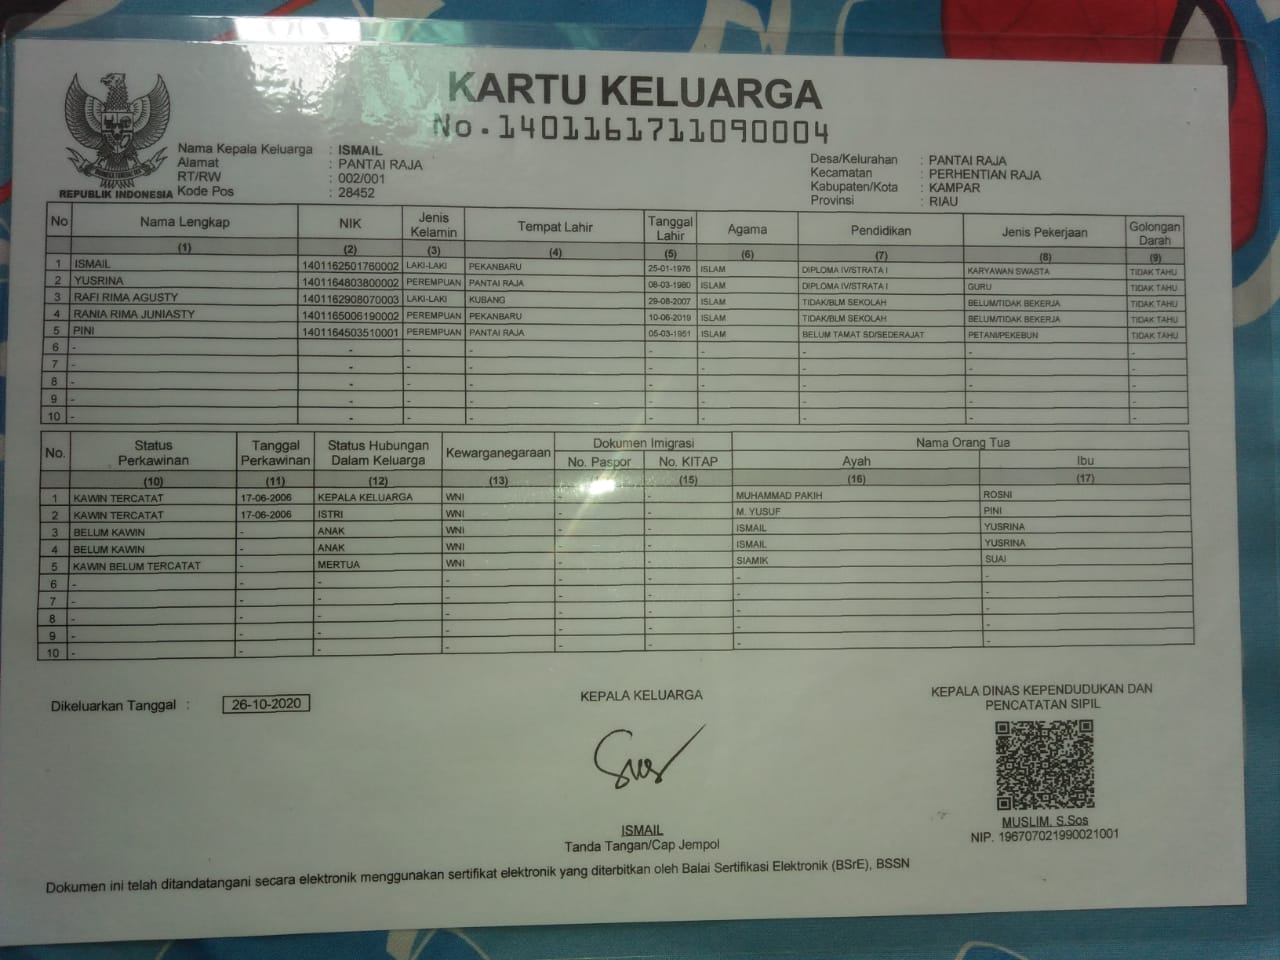 KARTU KELUARGA
No.1401161711090004
REPUBLIK INDONESIA
Nama Kepala Keluarga : ISMAIL
Alamat : PANTAI RAJA
RT/RW : 002/001
Kode Pos : 28452
Desa/Kelurahan : PANTAI RAJA
Kecamatan : PERHENTIAN RAJA
Kabupaten/Kota : KAMPAR
Provinsi : RIAU
No Nama Lengkap NIK Jenis Kelamin Tempat Lahir Tanggal Lahir Agama Pendidikan Jenis Pekerjaan Golongan Darah
(1) (2) (3) (4) (5) (6) (7) (8) (9)
1 ISMAIL 1401162501760002 LAKI-LAKI PEKANBARU 25-01-1976 ISLAM DIPLOMA IV/STRATA I KARYAWAN SWASTA TIDAK TAHU
2 YUSRINA 1401164803800002 PEREMPUAN PANTAI RAJA 08-03-1980 ISLAM DIPLOMA IV/STRATA I GURU TIDAK TAHU
3 RAFI RIMA AGUSTY 1401162908070003 LAKI-LAKI KUBANG 29-08-2007 ISLAM TIDAK/BLM SEKOLAH BELUM/TIDAK BEKERJA TIDAK TAHU
4 RANIA RIMA JUNIASTY 1401165006190002 PEREMPUAN PEKANBARU 10-06-2019 ISLAM TIDAK/BLM SEKOLAH BELUM/TIDAK BEKERJA TIDAK TAHU
5 PINI 1401164503510001 PEREMPUAN PANTAI RAJA 05-03-1951 ISLAM BELUM TAMAT SD/SEDERAJAT PETANI/PEKEBUN TIDAK TAHU
6 - - - - - - - - -
7 - - - - - - - - -
8 - - - - - - - - -
9 - - - - - - - - -
10 - - - - - - - - -
No. Status Perkawinan Tanggal Perkawinan Status Hubungan Dalam Keluarga Kewarganegaraan Dokumen Imigrasi Nama Orang Tua
No. Paspor No. KITAP Ayah Ibu
(10) (11) (12) (13) (15) (16) (17)
1 KAWIN TERCATAT 17-06-2006 KEPALA KELUARGA WNI - - MUHAMMAD PAKIH ROSNI
2 KAWIN TERCATAT 17-06-2006 ISTRI WNI - - M. YUSUF PINI
3 BELUM KAWIN - ANAK WNI - - ISMAIL YUSRINA
4 BELUM KAWIN - ANAK WNI - - ISMAIL YUSRINA
5 KAWIN BELUM TERCATAT - MERTUA WNI - - SIAMIK SUAI
6 - - - - - - - -
7 - - - - - - - -
8 - - - - - - - -
9 - - - - - - - -
10 - - - - - - - -
Dikeluarkan Tanggal : 26-10-2020
KEPALA KELUARGA
ISMAIL
Tanda Tangan/Cap Jempol
KEPALA DINAS KEPENDUDUKAN DAN
PENCATATAN SIPIL
MUSLIM, S.Sos
NIP. 196707021990021001
Dokumen ini telah ditandatangani secara elektronik menggunakan sertifikat elektronik yang diterbitkan oleh Balai Sertifikasi Elektronik (BSrE), BSSN